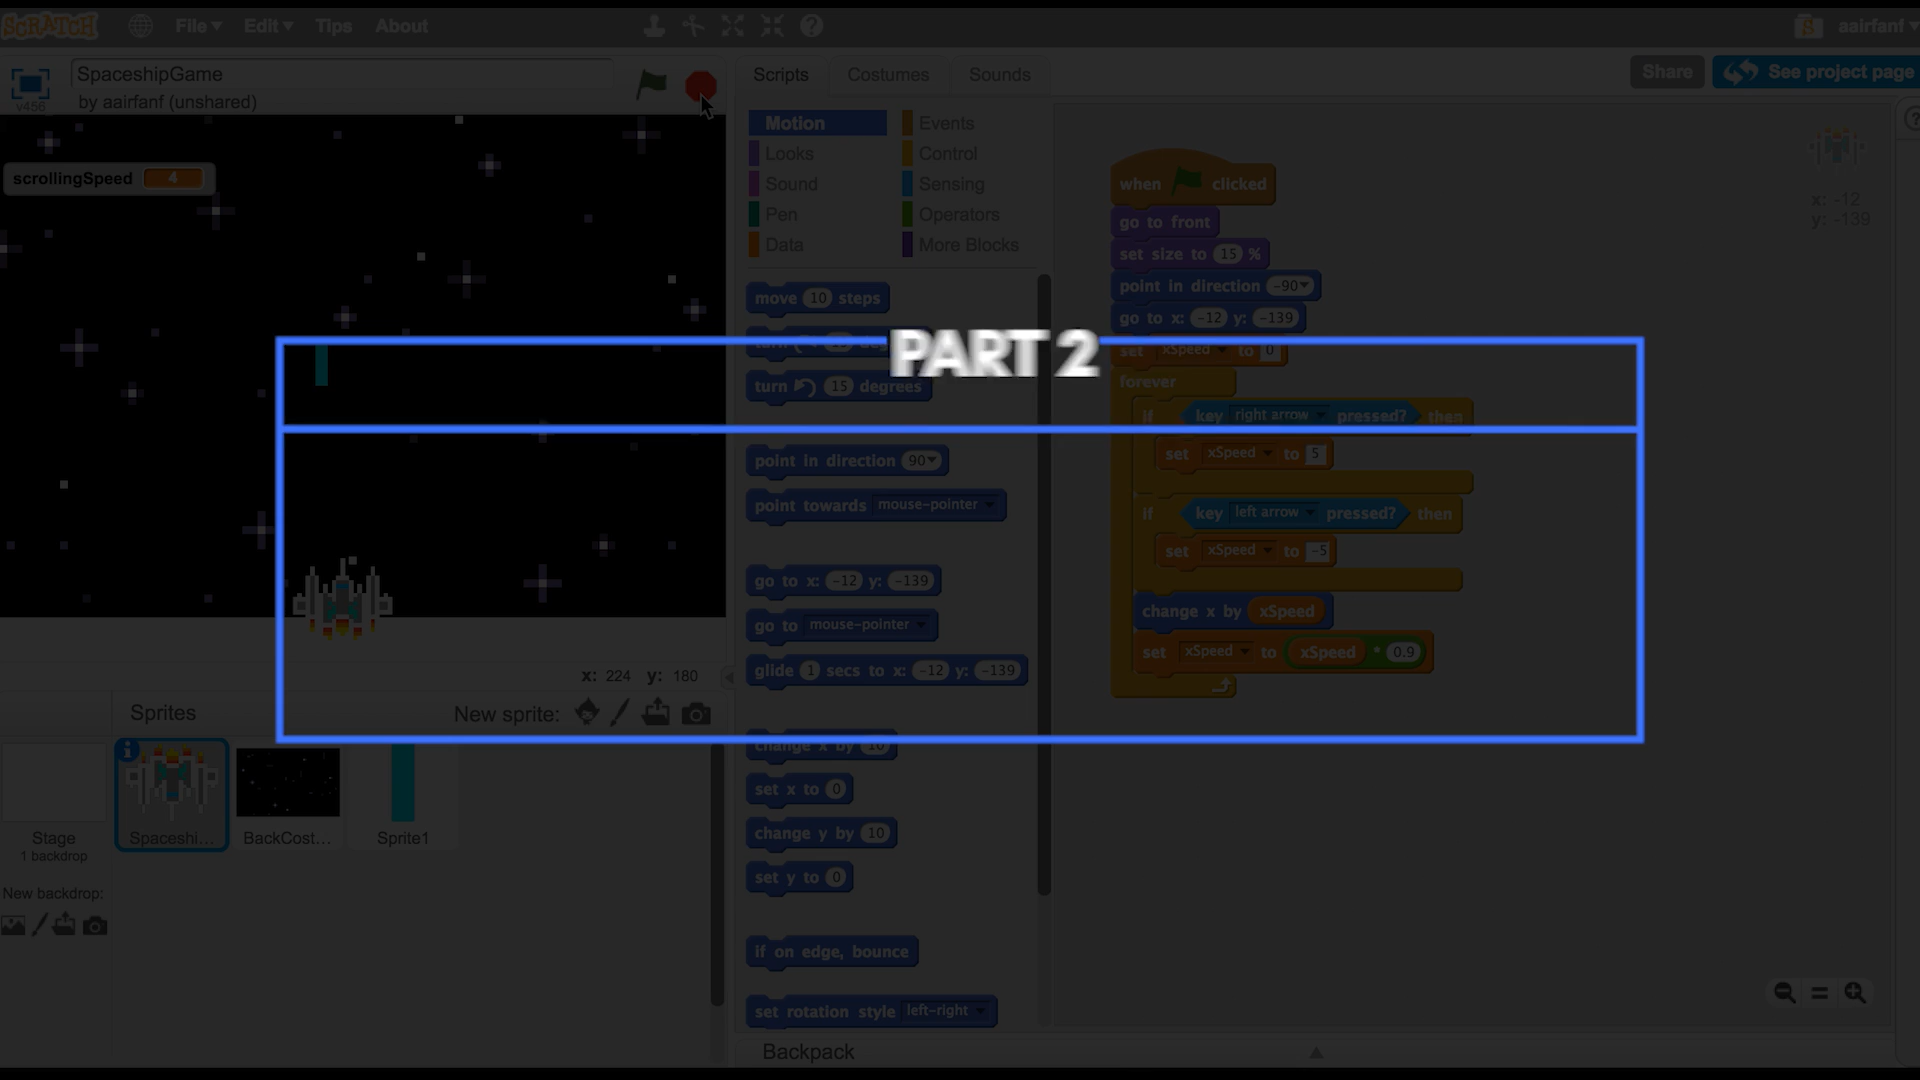 SCRATCH File Edit Tips About aairfanf
SpaceshipGame
by aairfanf (unshared)
v456
Scripts Costumes Sounds
Share See project page
Motion Events
Looks Control
Sound Sensing
Pen Operators
Data More Blocks
scrollingSpeed 4
x: -12
y: -139
when clicked
go to front
set size to 15 %
point in direction -90
go to x: -12 y: -139
set xSpeed to 0
forever
if key right arrow pressed? then
set xSpeed to 5
if key left arrow pressed? then
set xSpeed to -5
change x by xSpeed
set xSpeed to xSpeed * 0.9
PART 2
move 10 steps
turn
turn 15 degrees
point in direction 90
point towards mouse-pointer
go to x: -12 y: -139
go to mouse-pointer
glide 1 secs to x: -12 y: -139
change x by 10
set x to 0
change y by 10
set y to 0
if on edge, bounce
set rotation style left-right
x: 224 y: 180
Sprites New sprite:
Stage
1 backdrop
Spaceshi...
BackCost...
Sprite1
New backdrop:
Backpack